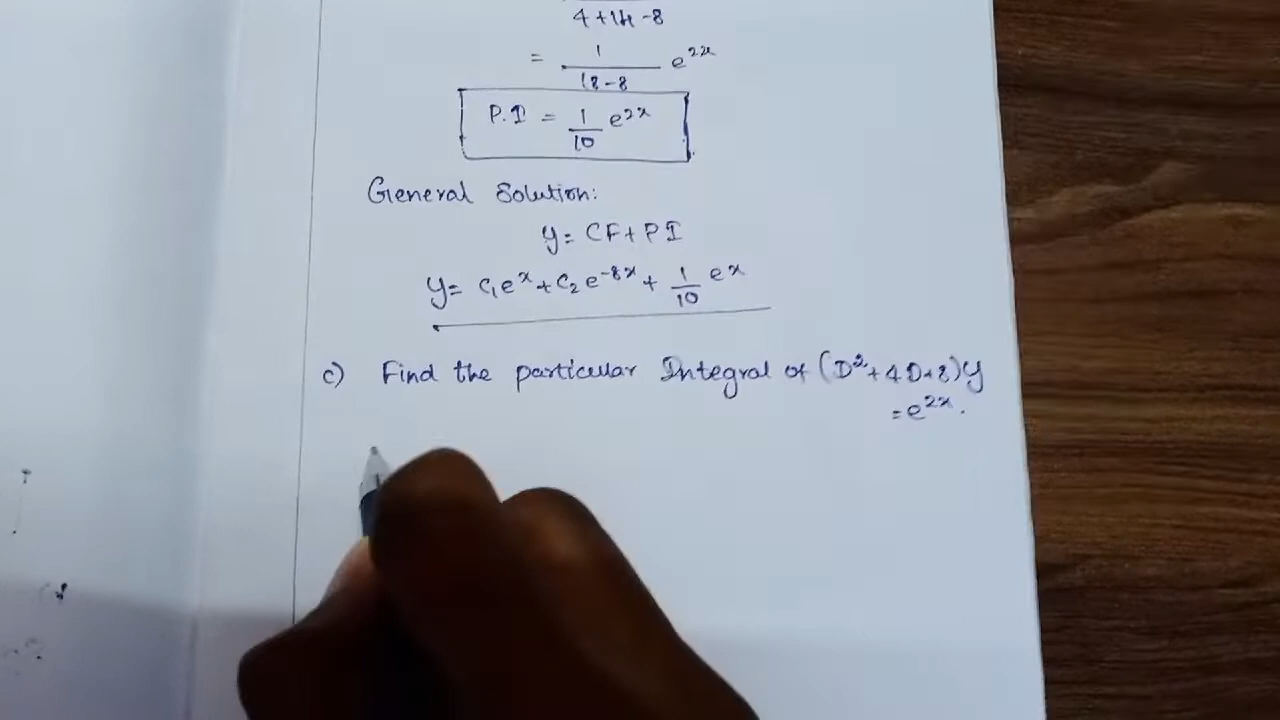 4+14-8
= 1/18-8 e^2x
P.I = 1/10 e^2x
General Solution:
y= CF+PI
y= c₁e^x+c₂e^-8x+ 1/10 e^x
c) Find the particular Integral of (D²+4D+8)y
=e^2x.